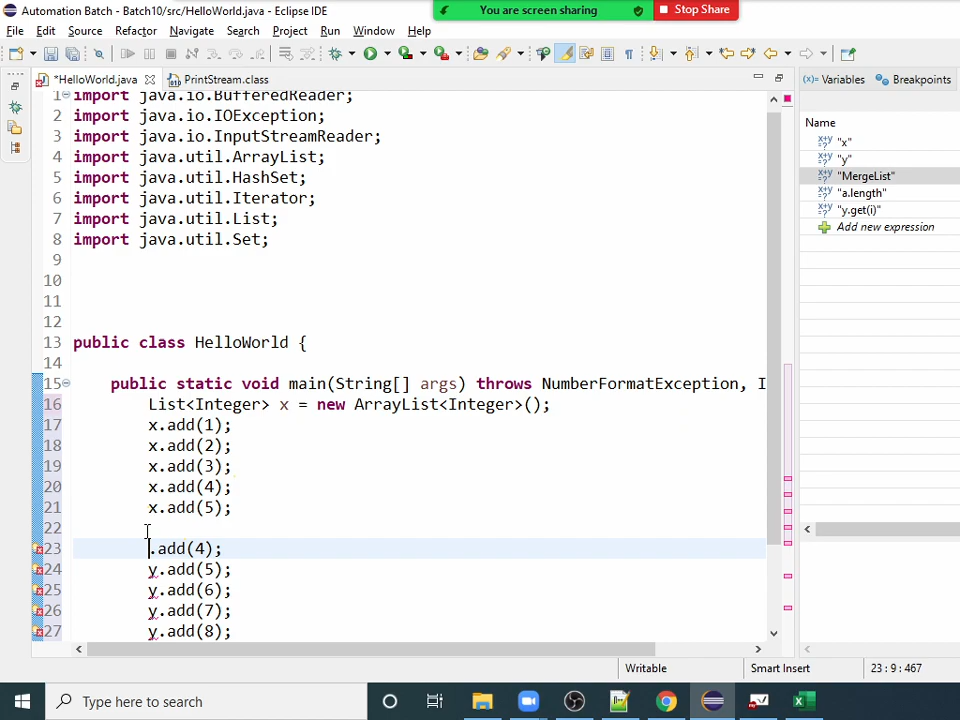 Automation Batch - Batch10/src/HelloWorld.java - Eclipse IDE
You are screen sharing
Stop Share
File Edit Source Refactor Navigate Search Project Run Window Help
*HelloWorld.java
PrintStream.class
Variables
Breakpoints
1 import java.io.BufferedReader;
2 import java.io.IOException;
3 import java.io.InputStreamReader;
4 import java.util.ArrayList;
5 import java.util.HashSet;
6 import java.util.Iterator;
7 import java.util.List;
8 import java.util.Set;
9
10
11
12
13 public class HelloWorld {
14
15 public static void main(String[] args) throws NumberFormatException, I
16 List<Integer> x = new ArrayList<Integer>();
17 x.add(1);
18 x.add(2);
19 x.add(3);
20 x.add(4);
21 x.add(5);
22
23 .add(4);
24 y.add(5);
25 y.add(6);
26 y.add(7);
27 y.add(8);
Name
"x"
"y"
"MergeList"
"a.length"
"y.get(i)"
Add new expression
Writable
Smart Insert
23 : 9 : 467
Type here to search